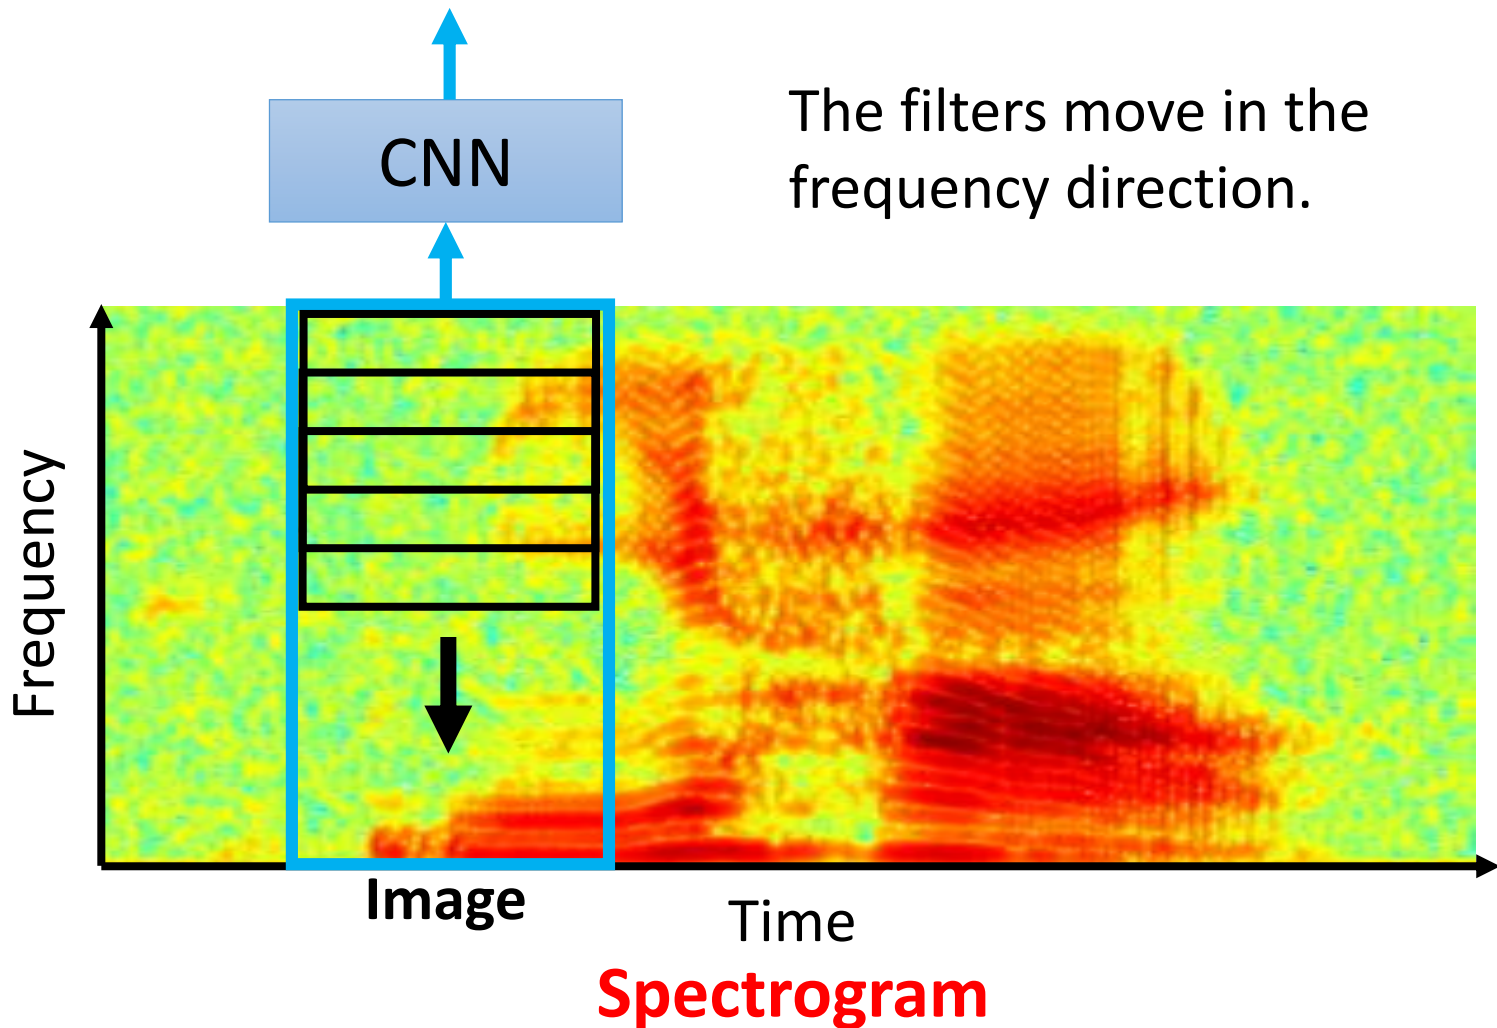 CNN
The filters move in the
frequency direction.
Frequency
Image
Time
Spectrogram